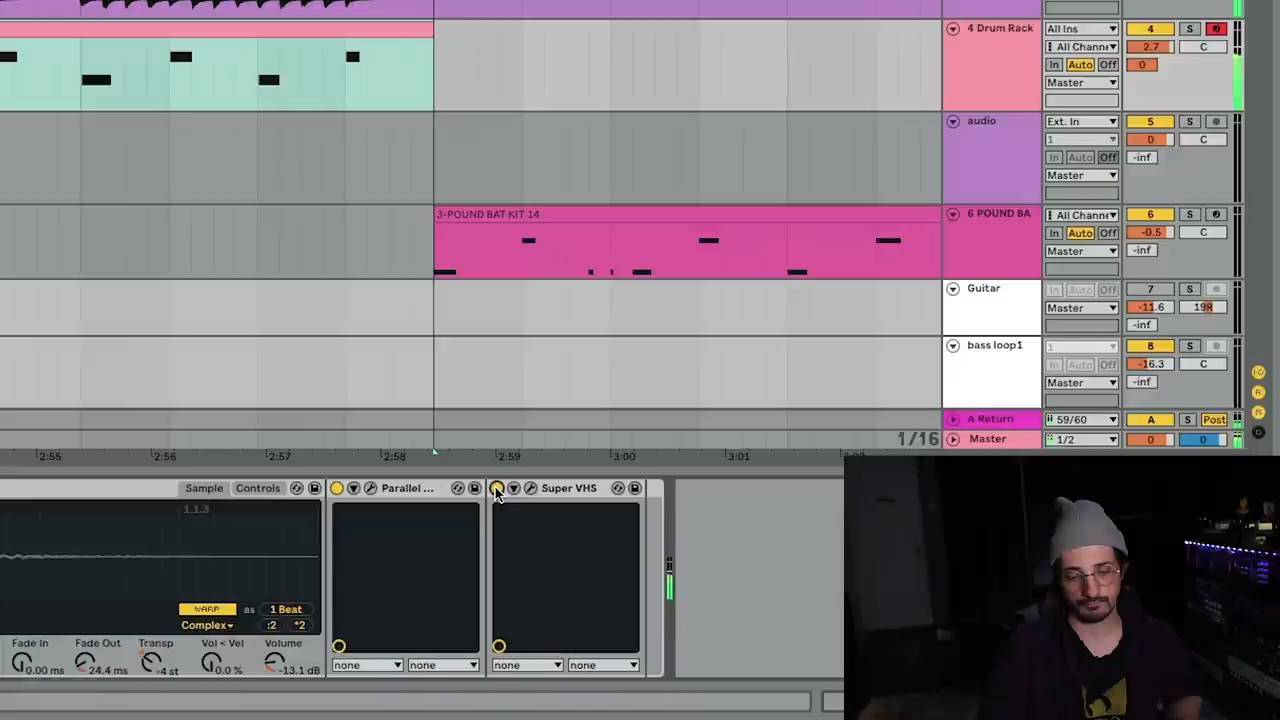 4 Drum Rack
All Ins
4
S
All Channe
2.7
C
In
Auto
Off
0
Master
audio
Ext. In
5
S
1
0
C
In
Auto
Off
-inf
Master
3-POUND BAT KIT 14
6 POUND BA
All Channe
6
S
In
Auto
Off
-0.5
C
Master
-inf
Guitar
In
Auto
Off
7
S
Master
-11.6
19R
-inf
bass loop1
1
8
S
In
Auto
Off
-16.3
C
Master
-inf
A Return
59/60
A
S
Post
1/16
Master
1/2
0
0
2:55
2:56
2:57
2:58
2:59
3:00
3:01
Sample
Controls
Parallel ...
Super VHS
1.1.3
WARP
as
1 Beat
Complex
:2
*2
Fade In
Fade Out
Transp
Vol < Vel
Volume
0.00 ms
24.4 ms
-4 st
0.0 %
-13.1 dB
none
none
none
none